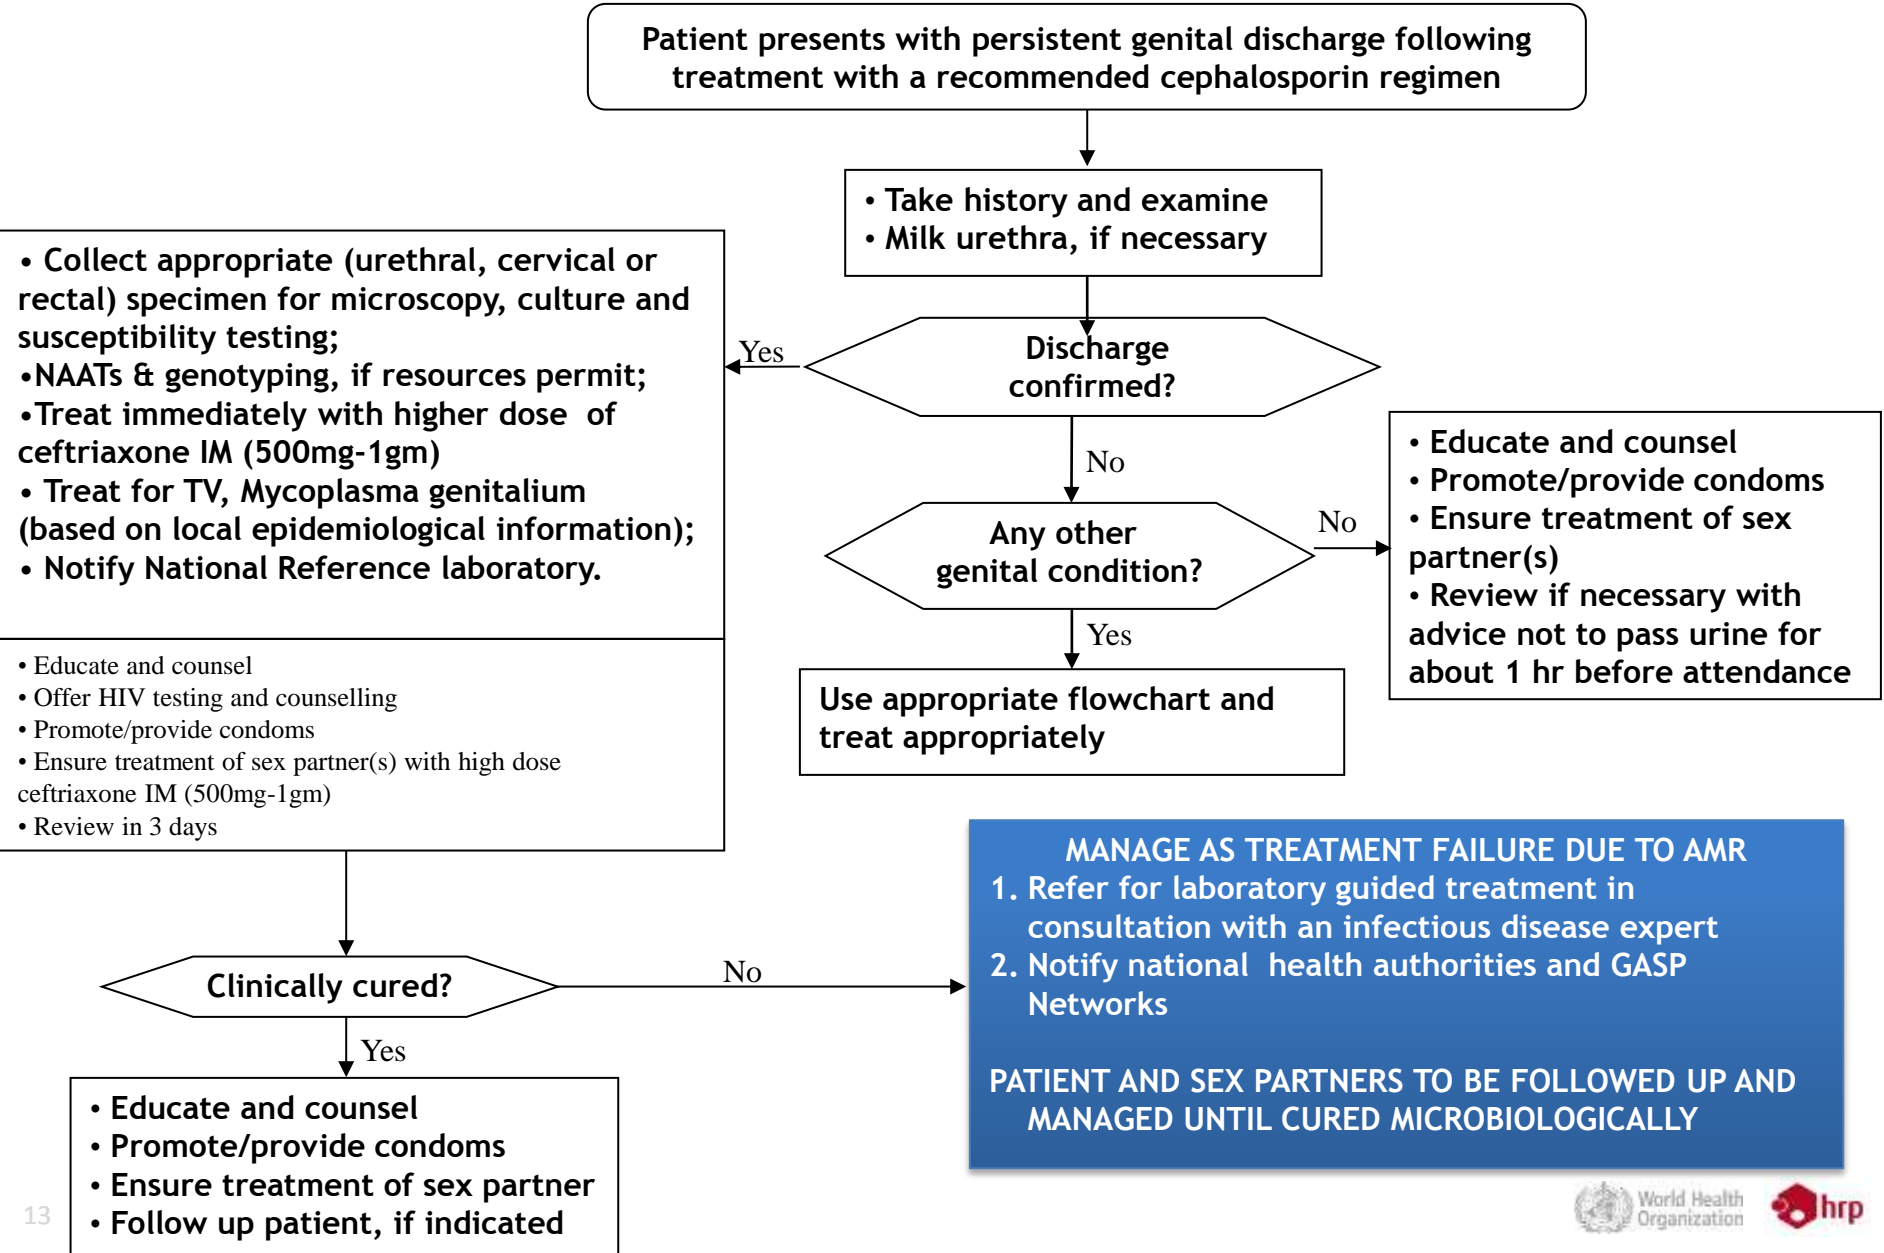 Patient presents with persistent genital discharge following
treatment with a recommended cephalosporin regimen
• Take history and examine
• Milk urethra, if necessary
• Collect appropriate (urethral, cervical or
rectal) specimen for microscopy, culture and
susceptibility testing;
•NAATs & genotyping, if resources permit;
•Treat immediately with higher dose of
ceftriaxone IM (500mg-1gm)
• Treat for TV, Mycoplasma genitalium
(based on local epidemiological information);
• Notify National Reference laboratory.
Yes
Discharge
confirmed?
No
Any other
genital condition?
No
• Educate and counsel
• Promote/provide condoms
• Ensure treatment of sex
partner(s)
• Review if necessary with
advice not to pass urine for
about 1 hr before attendance
Yes
Use appropriate flowchart and
treat appropriately
• Educate and counsel
• Offer HIV testing and counselling
• Promote/provide condoms
• Ensure treatment of sex partner(s) with high dose
ceftriaxone IM (500mg-1gm)
• Review in 3 days
Clinically cured?
No
MANAGE AS TREATMENT FAILURE DUE TO AMR
1. Refer for laboratory guided treatment in
consultation with an infectious disease expert
2. Notify national health authorities and GASP
Networks
PATIENT AND SEX PARTNERS TO BE FOLLOWED UP AND
MANAGED UNTIL CURED MICROBIOLOGICALLY
Yes
• Educate and counsel
• Promote/provide condoms
• Ensure treatment of sex partner
• Follow up patient, if indicated
13
World Health
Organization
hrp